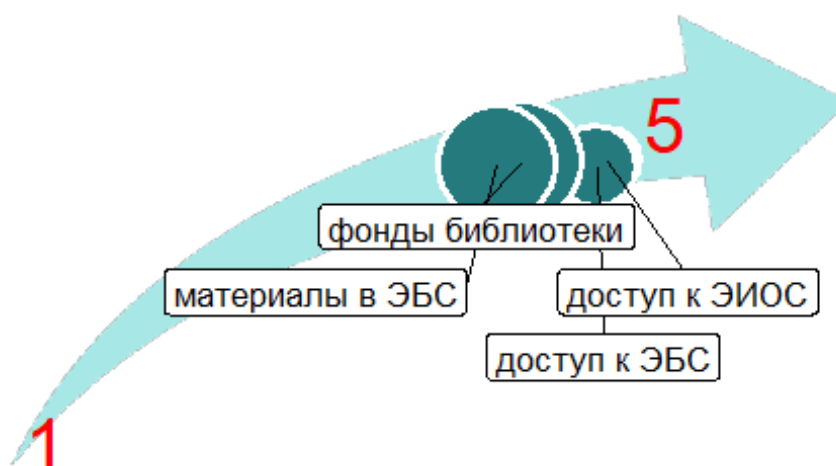 5
фонды библиотеки
материалы в ЭБС
доступ к ЭИОС
доступ к ЭБС
1